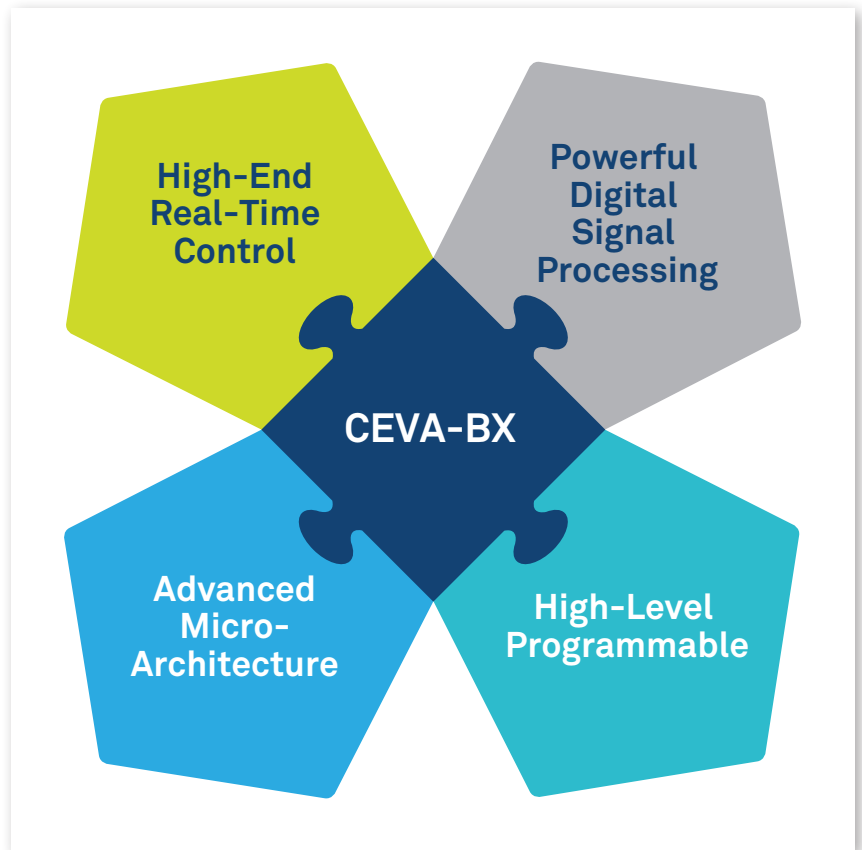 High-End
Real-Time
Control
Powerful
Digital
Signal
Processing
CEVA-BX
Advanced
Micro-
Architecture
High-Level
Programmable